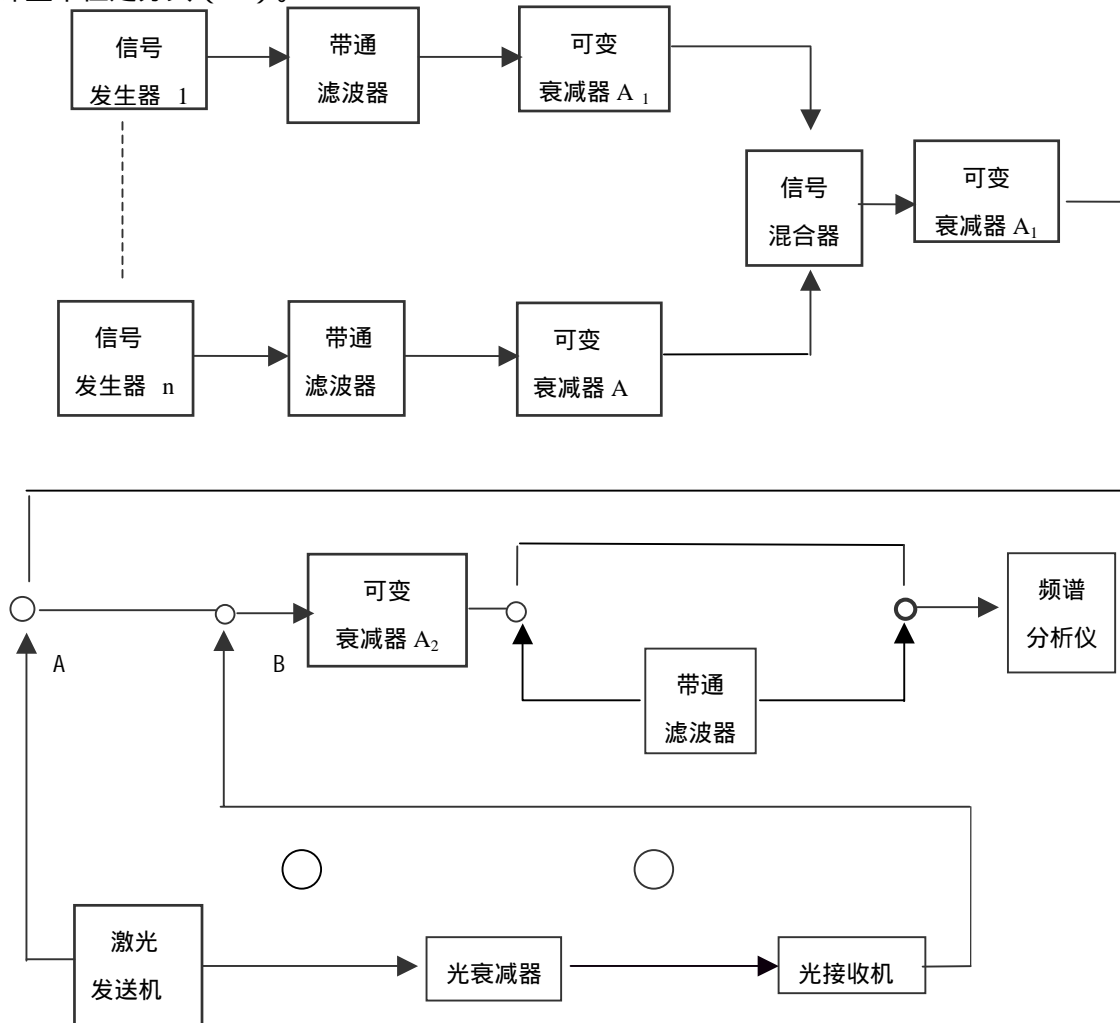 信号
发生器 1
带通
滤波器
可变
衰减器 A 1
信号
混合器
可变
衰减器 A1
信号
发生器 n
带通
滤波器
可变
衰减器 A
A
B
可变
衰减器 A2
带通
滤波器
频谱
分析仪
激光
发送机
光衰减器
光接收机